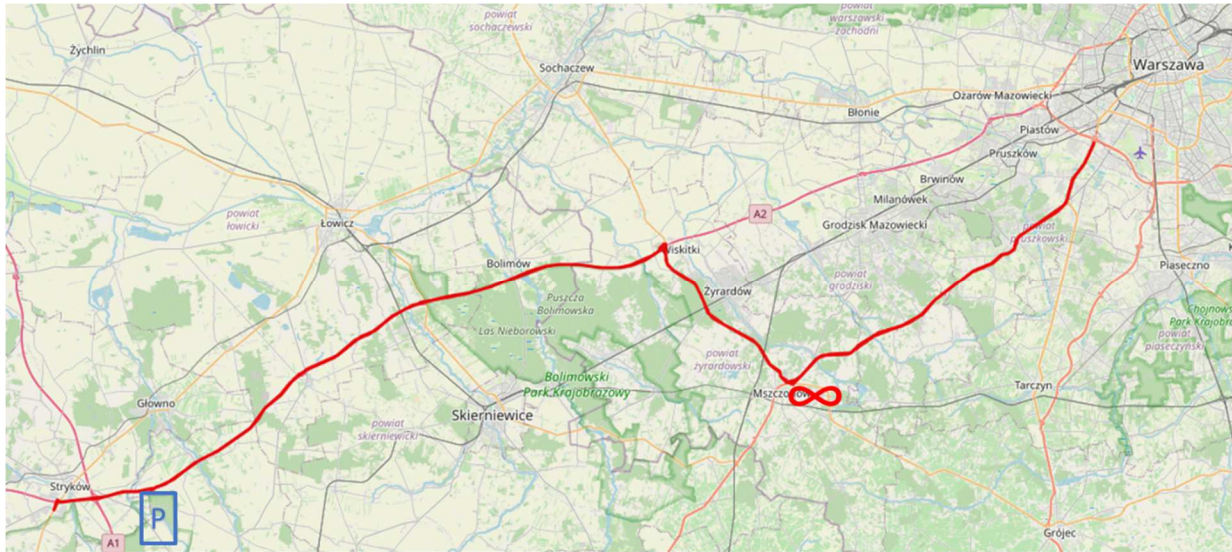 powiat
sochaczewski
powiat
warszawski
zachodni
Żychlin
Sochaczew
Warszawa
Ożarów Mazowiecki
Błonie
Piastów
Pruszków
Brwinów
Milanówek
powiat
łowicki
Łowicz
A2
Grodzisk Mazowiecki
powiat
pruszkowski
Wiskitki
Bolimów
Piaseczno
powiat
grodziski
Żyrardów
Puszcza
Bolimowska
Las Nieborowski
Chojnows
Park Krajobra
powiat
piaseczyński
powiat
żyrardowski
Bolimowski
Park Krajobrazowy
Mszczonów
Tarczyn
Głowno
Skierniewice
powiat
skierniewicki
Stryków
P
A1
Grójec